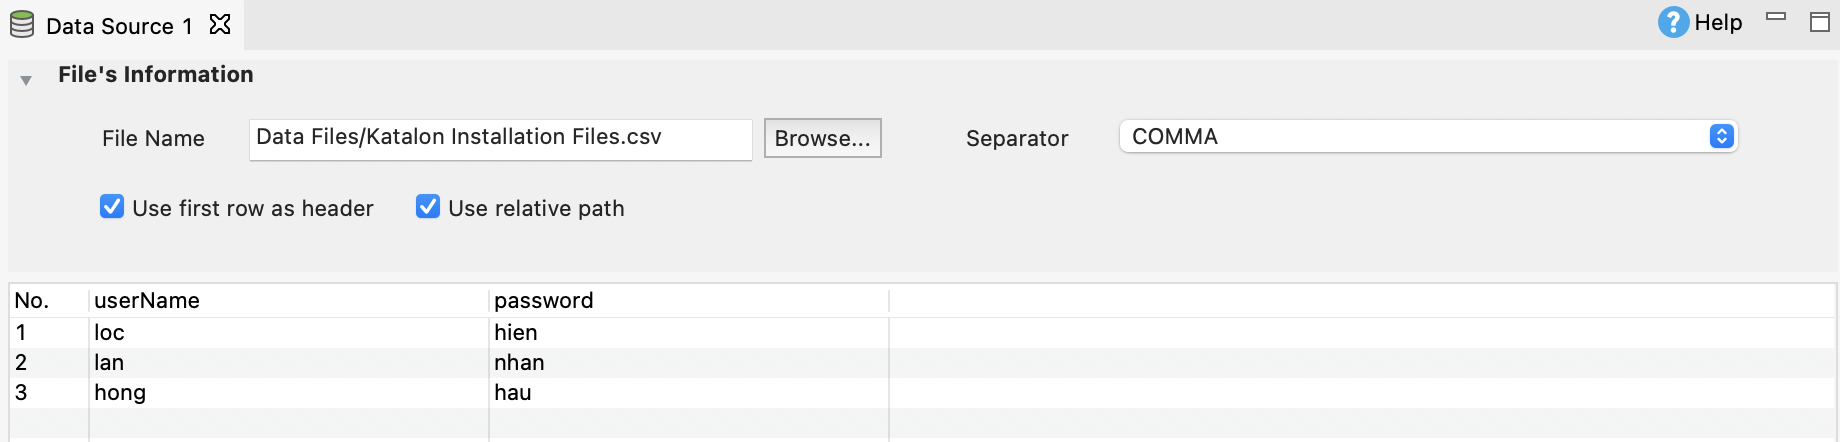 Data Source 1 Help
File's Information
File Name Data Files/Katalon Installation Files.csv Browse... Separator COMMA
Use first row as header Use relative path
No. userName password
1 loc hien
2 lan nhan
3 hong hau